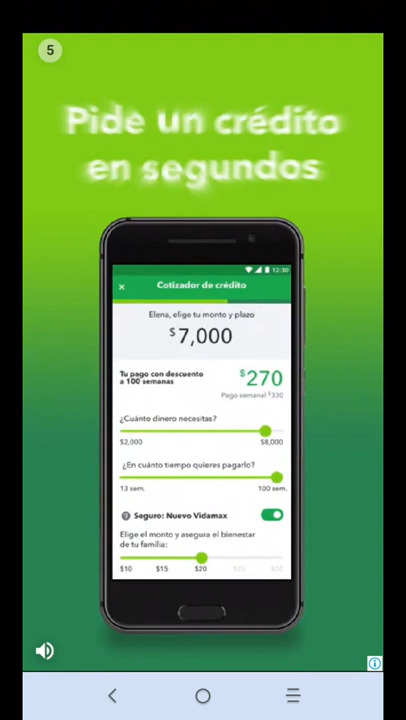 5
Pide un crédito
en segundos
12:30
Cotizador de crédito
Elena, elige tu monto y plazo
$7,000
Tu pago con descuento
a 100 semanas
$270
Pago semanal $330
¿Cuánto dinero necesitas?
$2,000 $8,000
¿En cuánto tiempo quieres pagarlo?
13 sem. 100 sem.
Seguro: Nuevo Vidamax
Elige el monto y asegura el bienestar
de tu familia:
$10 $15 $20 $25 $30